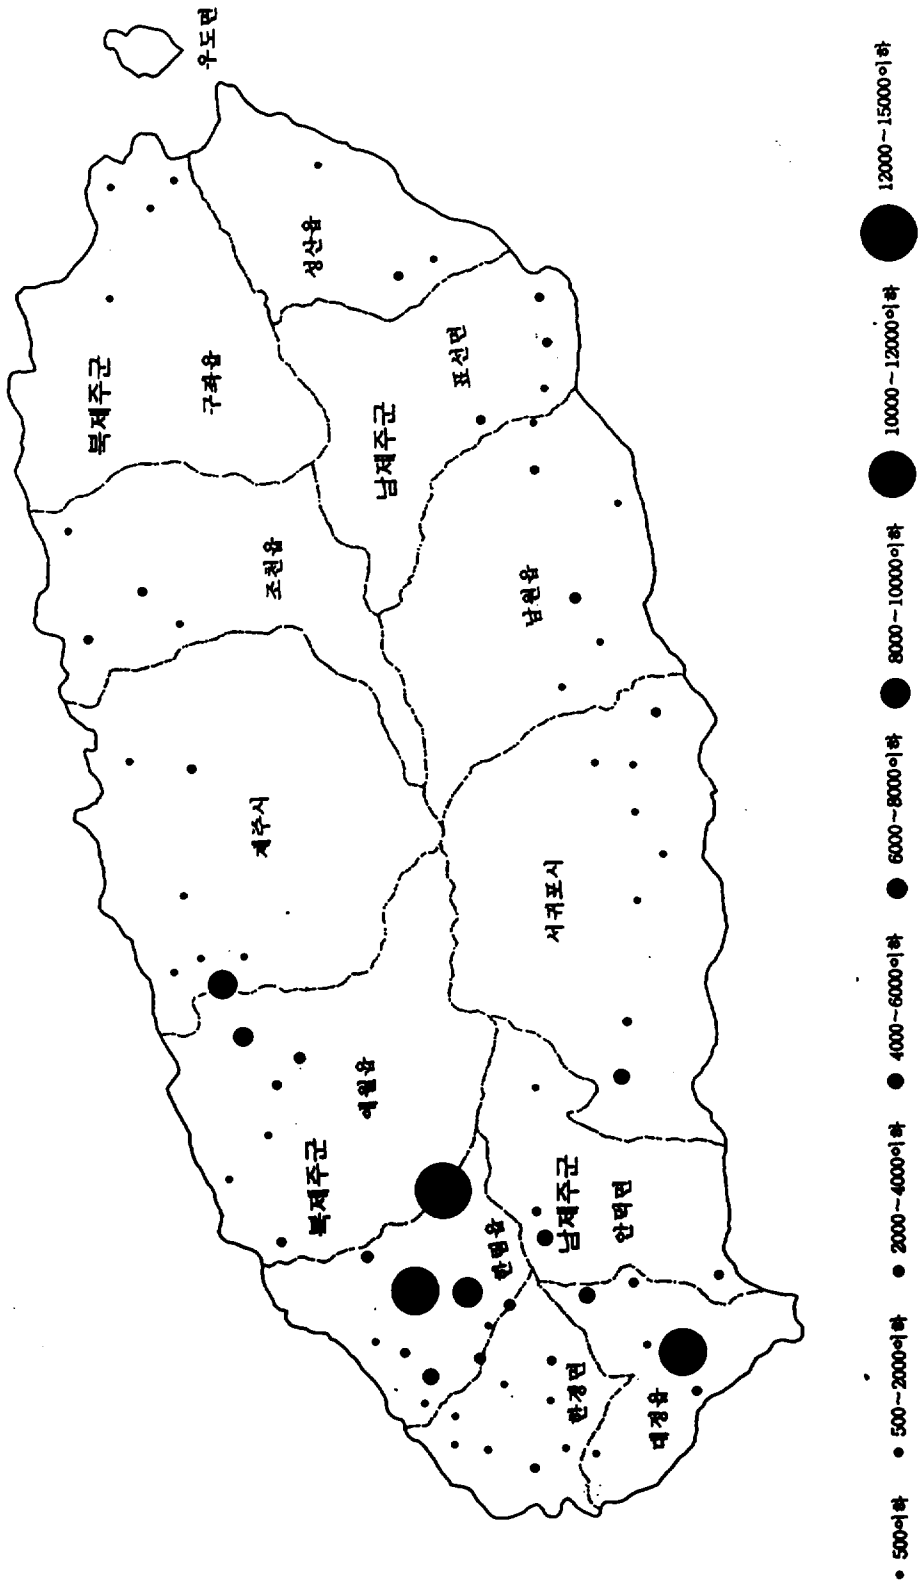 우도면
북제주군
구좌읍
성산읍
표선면
남제주군
조천읍
남원읍
제주시
서귀포시
애월읍
북제주군
한림읍
남제주군
안덕면
한경면
대정읍
500이하
500~2000이하
2000~4000이하
4000~6000이하
6000~8000이하
8000~10000이하
10000~12000이하
12000~15000이하